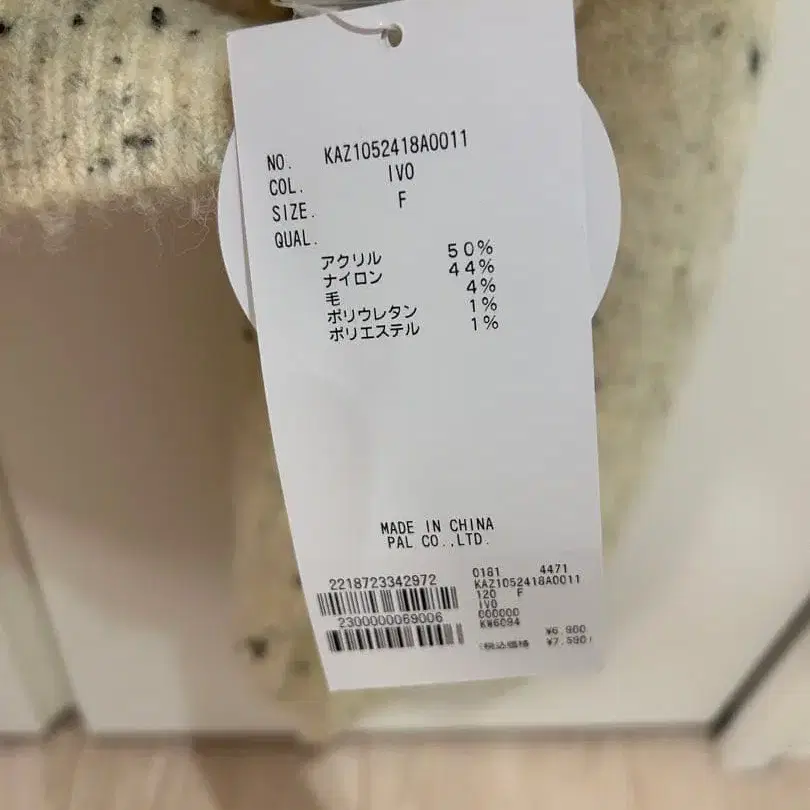 NO. KAZ1052418A0011
COL. IVO
SIZE. F
QUAL.
アクリル 50%
ナイロン 44%
毛 4%
ポリウレタン 1%
ポリエステル 1%
MADE IN CHINA
PAL CO.,LTD.
2218723342972
2300000069006
0181 4471
KAZ1052418A0011
120 F
IVO
000000
KW6094
¥6,900
(税込価格 ¥7,590)